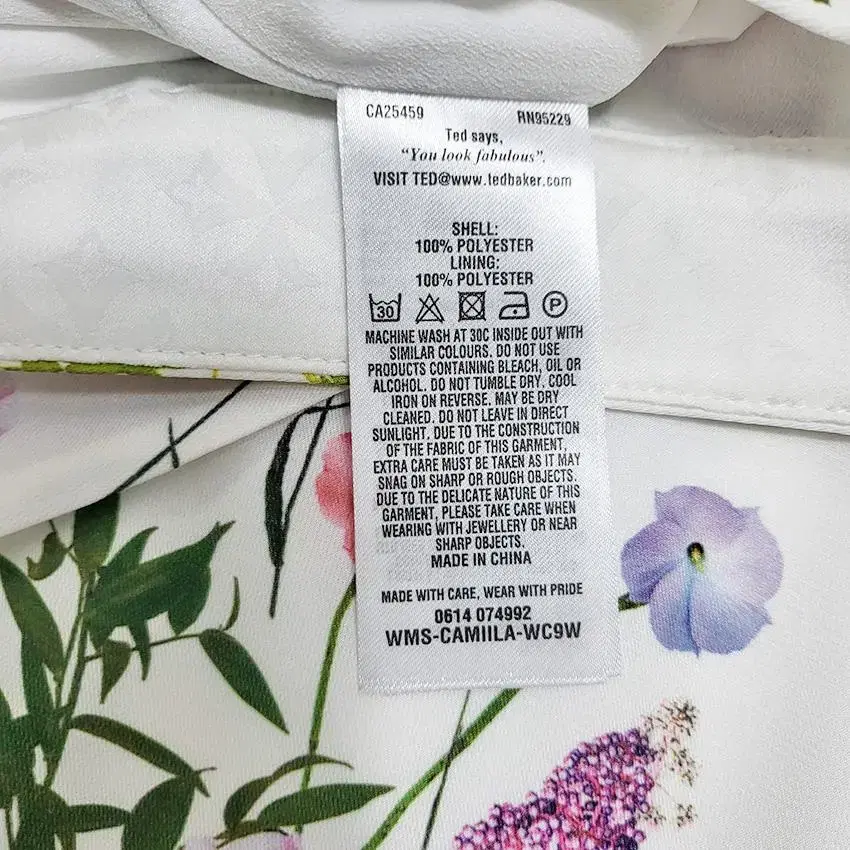 CA25459 RN95229
Ted says,
“You look fabulous”.
VISIT TED@www.tedbaker.com
SHELL:
100% POLYESTER
LINING:
100% POLYESTER
30 P
MACHINE WASH AT 30C INSIDE OUT WITH
SIMILAR COLOURS. DO NOT USE
PRODUCTS CONTAINING BLEACH, OIL OR
ALCOHOL. DO NOT TUMBLE DRY. COOL
IRON ON REVERSE. MAY BE DRY
CLEANED. DO NOT LEAVE IN DIRECT
SUNLIGHT. DUE TO THE CONSTRUCTION
OF THE FABRIC OF THIS GARMENT,
EXTRA CARE MUST BE TAKEN AS IT MAY
SNAG ON SHARP OR ROUGH OBJECTS.
DUE TO THE DELICATE NATURE OF THIS
GARMENT, PLEASE TAKE CARE WHEN
WEARING WITH JEWELLERY OR NEAR
SHARP OBJECTS.
MADE IN CHINA
MADE WITH CARE, WEAR WITH PRIDE
0614 074992
WMS-CAMIILA-WC9W